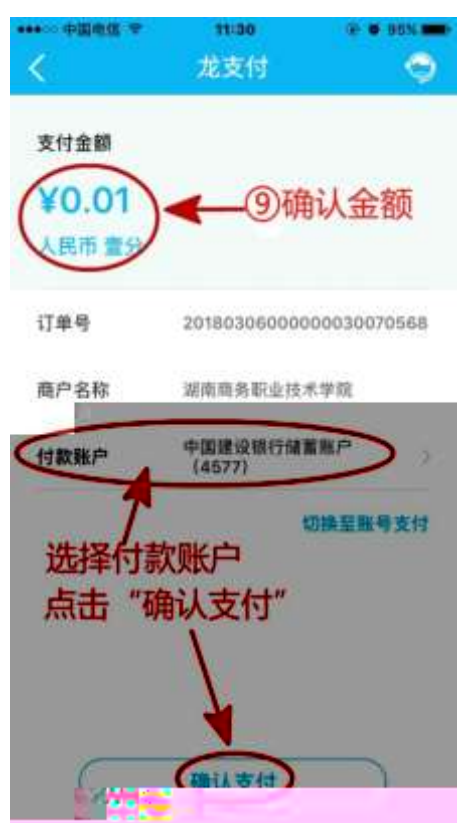 中国电信 11:30 95%
龙支付
支付金额
¥0.01
⑨确认金额
人民币 壹分
订单号 20180306000000030070568
商户名称 湖南商务职业技术学院
付款账户 中国建设银行储蓄账户
(4577)
切换至账号支付
选择付款账户
点击“确认支付”
确认支付